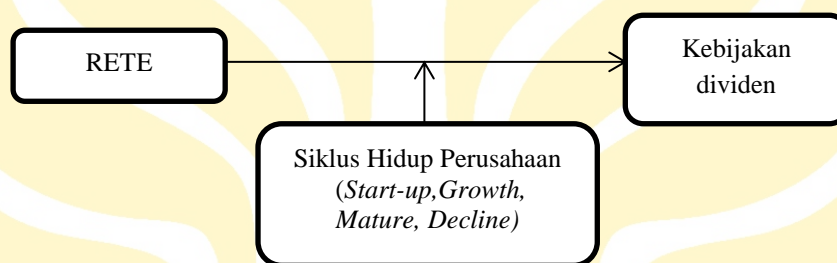 RETE
Kebijakan
dividen
Siklus Hidup Perusahaan
(Start-up,Growth,
Mature, Decline)